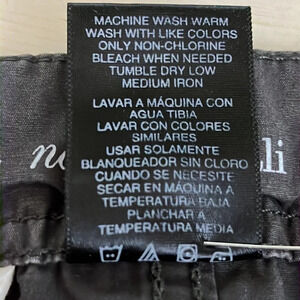 MACHINE WASH WARM
WASH WITH LIKE COLORS
ONLY NON-CHLORINE
BLEACH WHEN NEEDED
TUMBLE DRY LOW
MEDIUM IRON
LAVAR A MÁQUINA CON
AGUA TIBIA
LAVAR CON COLORES
SIMILARES
USAR SOLAMENTE
BLANQUEADOR SIN CLORO
CUANDO SE NECESITE
SECAR EN MÁQUINA A
TEMPERATURA BAJA
PLANCHAR A
TEMPERATURA MEDIA